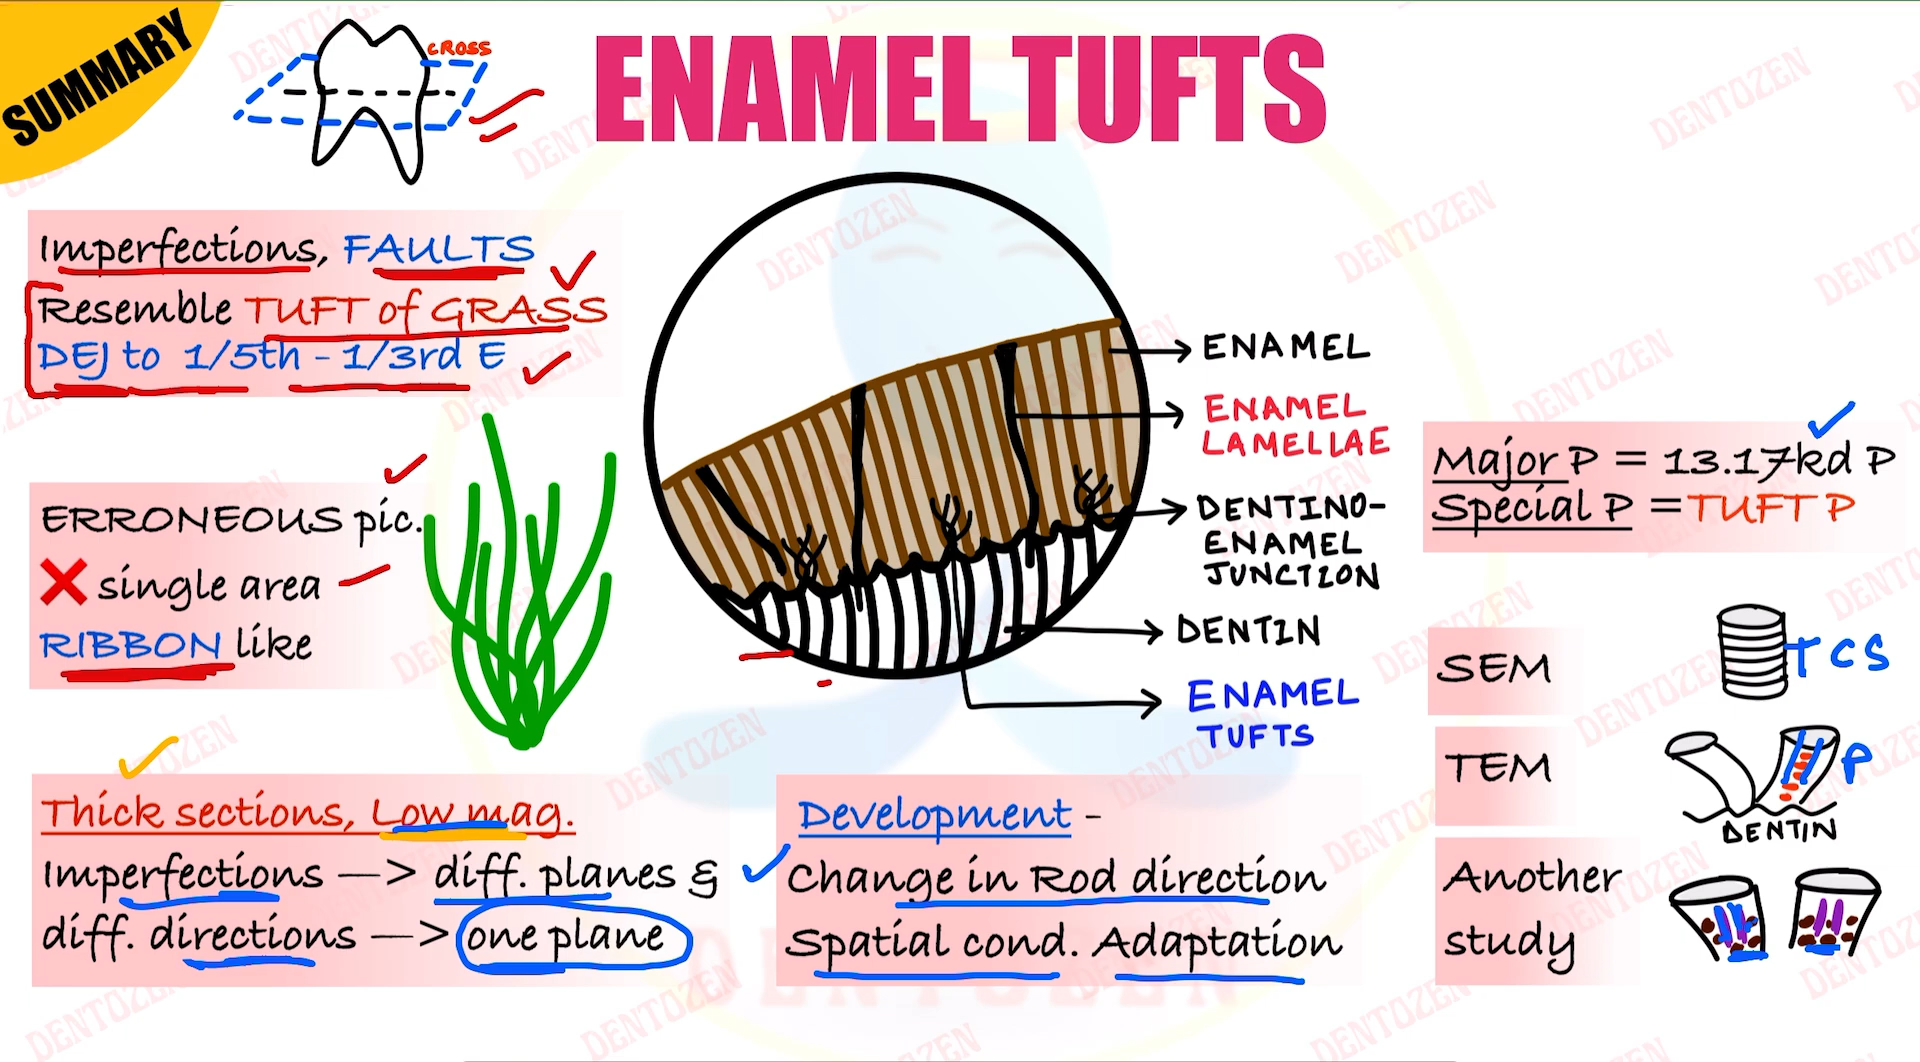 SUMMARY
CROSS
ENAMEL TUFTS
Imperfections, FAULTS
Resemble TUFT of GRASS
DEJ to 1/5th - 1/3rd E
ERRONEOUS pic.
single area
RIBBON like
ENAMEL
ENAMEL
LAMELLAE
DENTINO-
ENAMEL
JUNCTION
DENTIN
ENAMEL
TUFTS
Major P = 13.17kd P
Special P = TUFT P
SEM
TCS
TEM
P
DENTIN
Another
study
Thick sections, Low mag.
Imperfections —> diff. planes &
diff. directions —> one plane
Development -
Change in Rod direction
Spatial cond. Adaptation
DENTOZEN